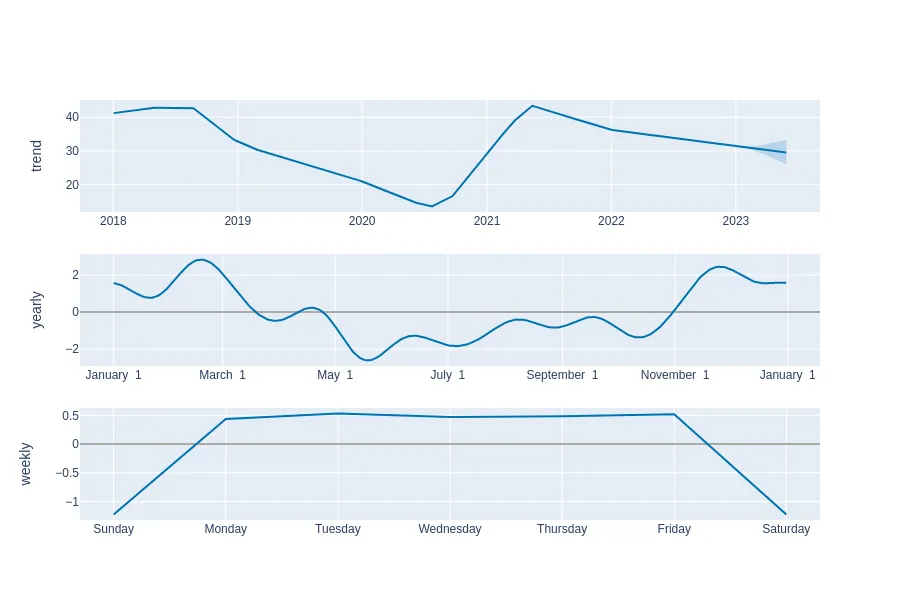 trend
40
30
20
2018 2019 2020 2021 2022 2023
yearly
2
0
−2
January 1 March 1 May 1 July 1 September 1 November 1 January 1
weekly
0.5
0
−0.5
−1
Sunday Monday Tuesday Wednesday Thursday Friday Saturday